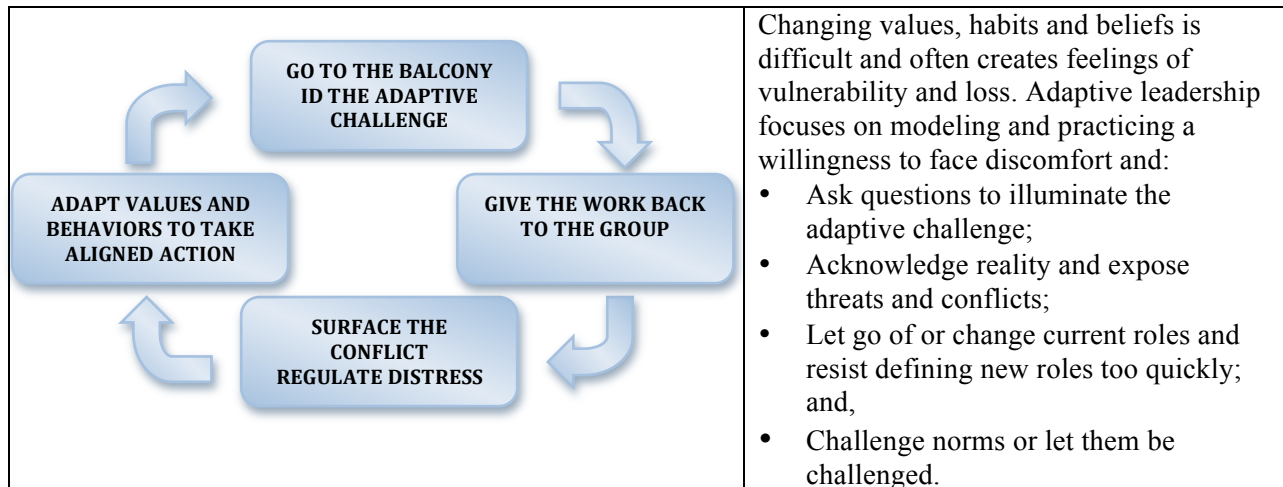 GO TO THE BALCONY
ID THE ADAPTIVE
CHALLENGE
GIVE THE WORK BACK
TO THE GROUP
SURFACE THE
CONFLICT
REGULATE DISTRESS
ADAPT VALUES AND
BEHAVIORS TO TAKE
ALIGNED ACTION
Changing values, habits and beliefs is
difficult and often creates feelings of
vulnerability and loss. Adaptive leadership
focuses on modeling and practicing a
willingness to face discomfort and:
• Ask questions to illuminate the
adaptive challenge;
• Acknowledge reality and expose
threats and conflicts;
• Let go of or change current roles and
resist defining new roles too quickly;
and,
• Challenge norms or let them be
challenged.